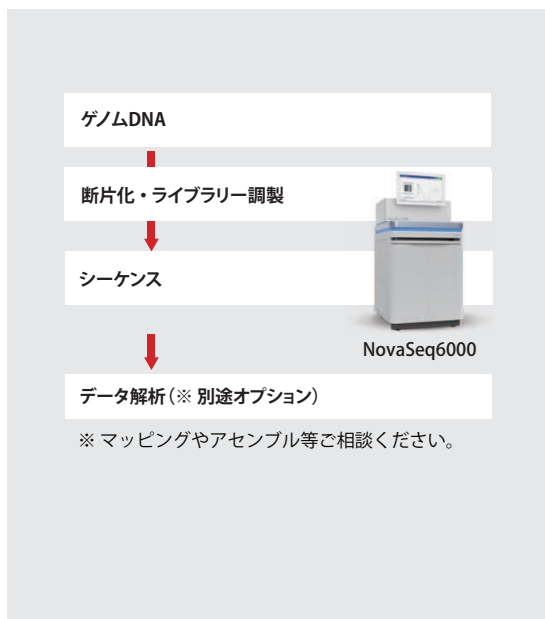 ゲノムDNA
断片化・ライブラリー調製
シーケンス
NovaSeq6000
データ解析（※ 別途オプション）
※ マッピングやアセンブル等ご相談ください。